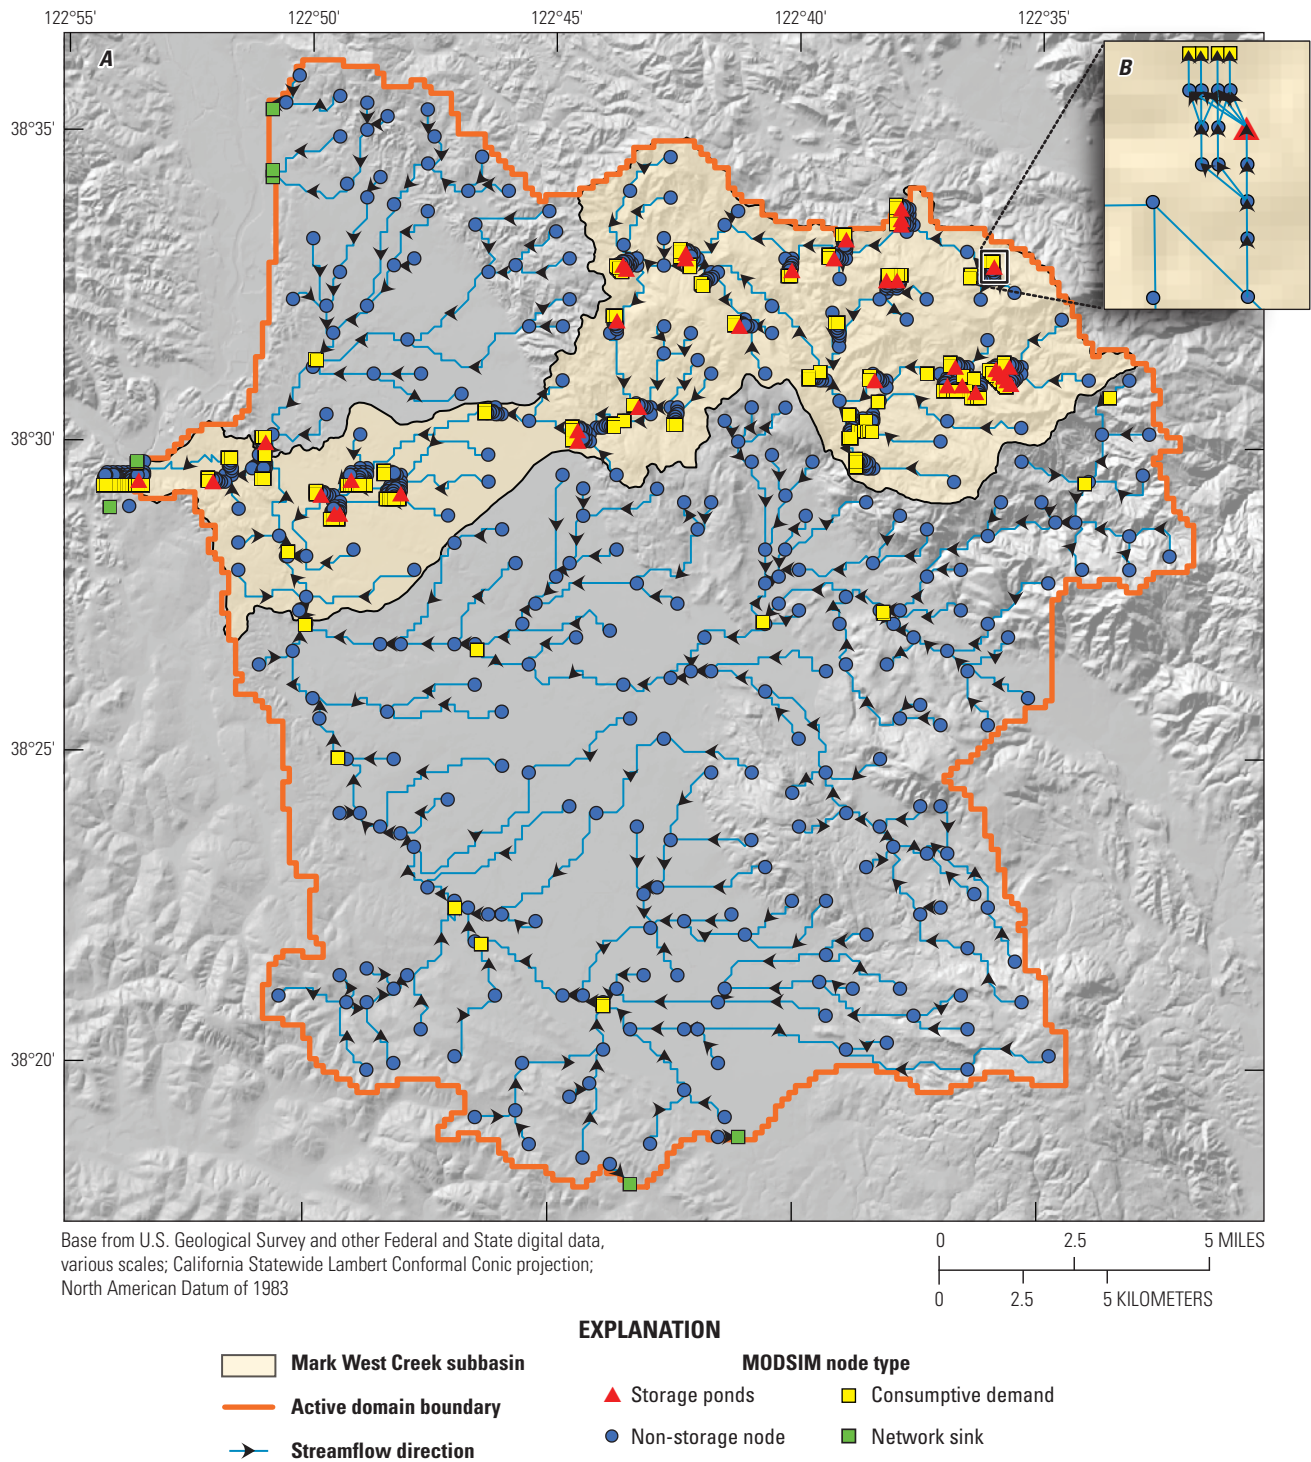 122°55' 122°50' 122°45' 122°40' 122°35'
A
B
38°35'
38°30'
38°25'
38°20'
Base from U.S. Geological Survey and other Federal and State digital data,
various scales; California Statewide Lambert Conformal Conic projection;
North American Datum of 1983
0 2.5 5 MILES
0 2.5 5 KILOMETERS
EXPLANATION
Mark West Creek subbasin
Active domain boundary
Streamflow direction
MODSIM node type
Storage ponds
Consumptive demand
Non-storage node
Network sink